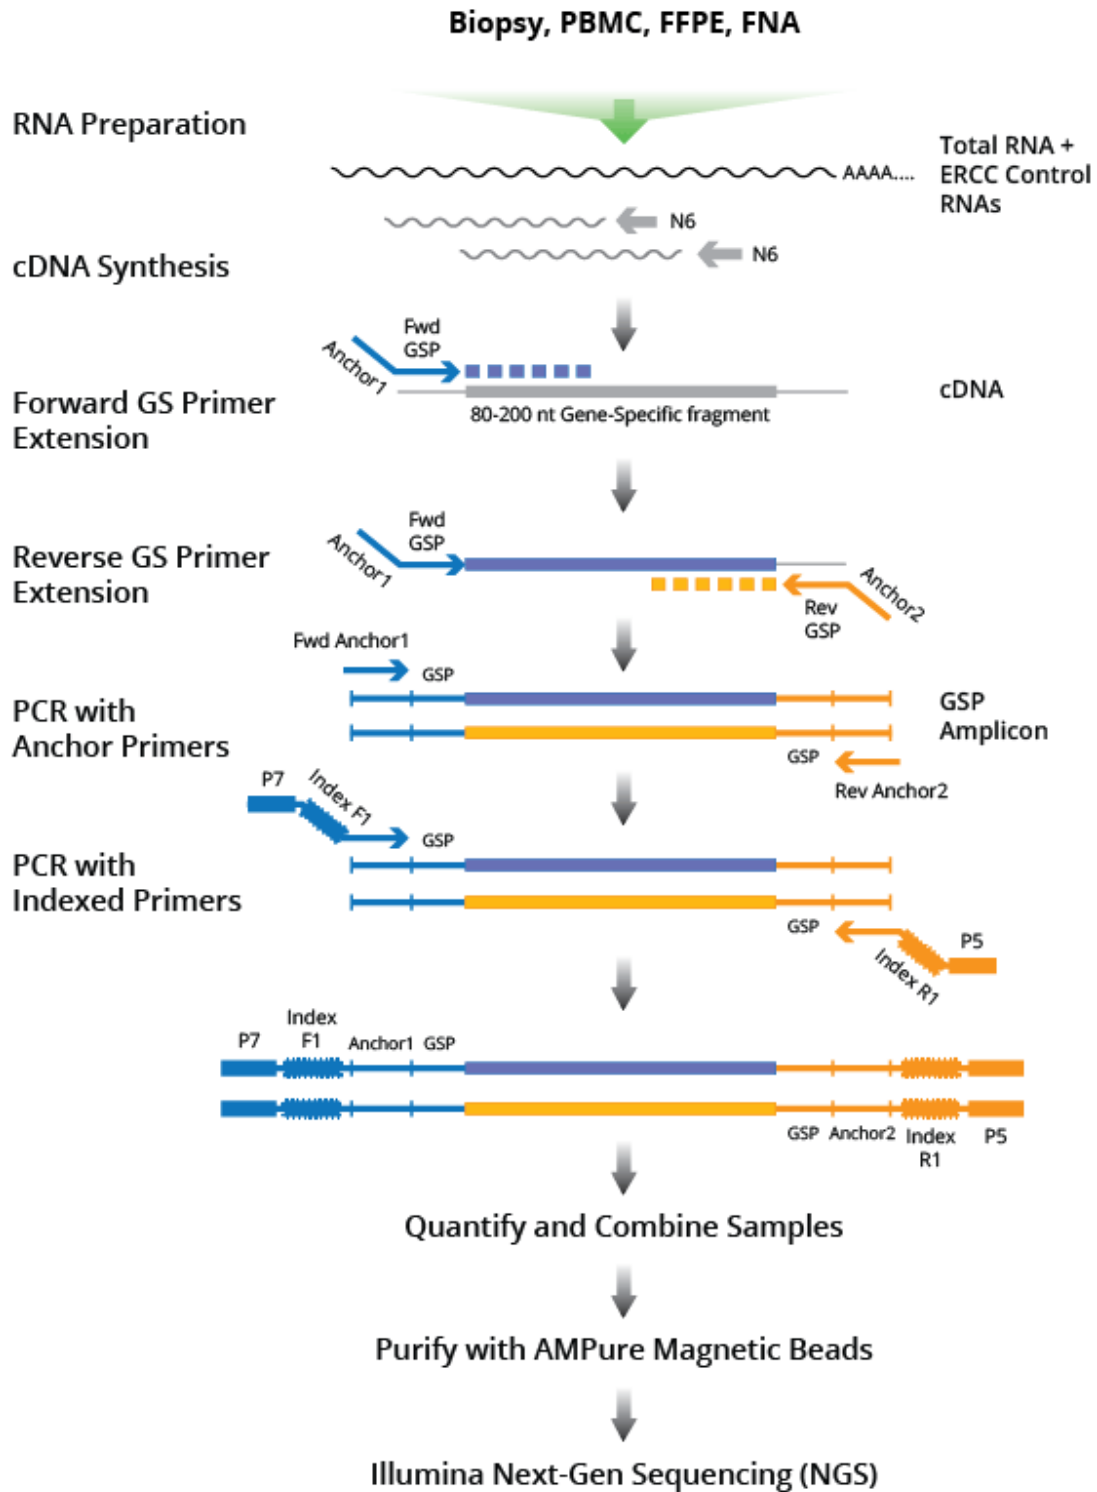 Biopsy, PBMC, FFPE, FNA
RNA Preparation
Total RNA +
ERCC Control
RNAs
AAAA....
N6
N6
cDNA Synthesis
Fwd
GSP
Anchor1
cDNA
80-200 nt Gene-Specific fragment
Forward GS Primer
Extension
Fwd
GSP
Anchor1
Reverse GS Primer
Extension
Anchor2
Rev
GSP
Fwd Anchor1
GSP
PCR with
Anchor Primers
GSP
Amplicon
GSP
Rev Anchor2
P7
Index F1
GSP
PCR with
Indexed Primers
GSP
Index R1
P5
P7
Index
F1
Anchor1
GSP
GSP
Anchor2
Index
R1
P5
Quantify and Combine Samples
Purify with AMPure Magnetic Beads
Illumina Next-Gen Sequencing (NGS)